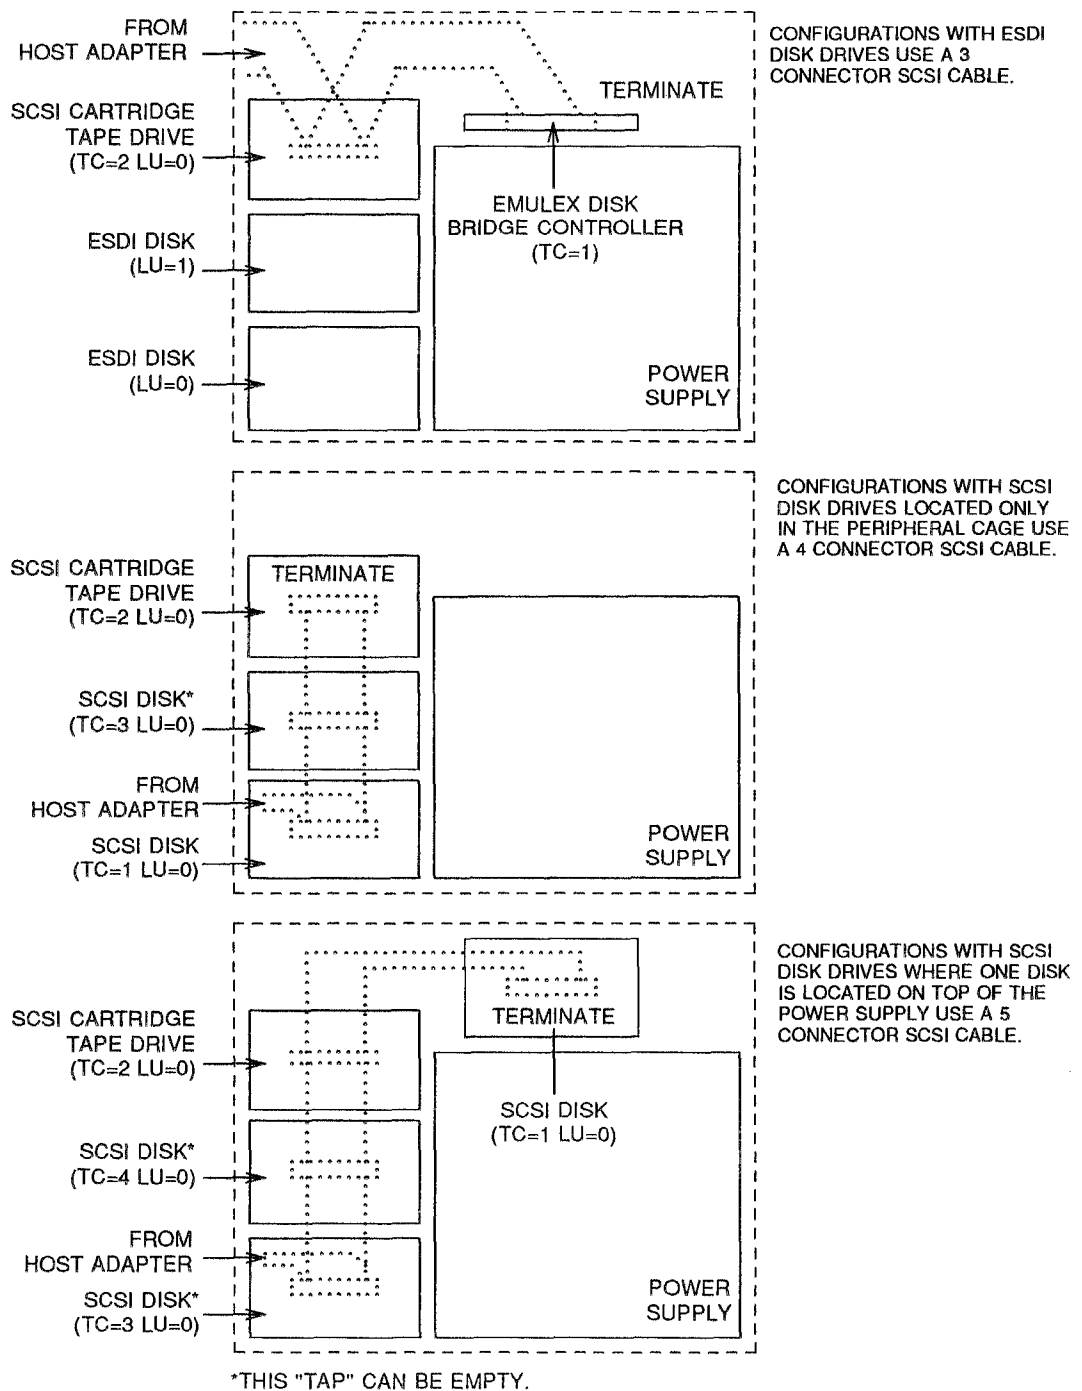 FROM
HOST ADAPTER
SCSI CARTRIDGE
TAPE DRIVE
(TC=2 LU=0)
ESDI DISK
(LU=1)
ESDI DISK
(LU=0)
TERMINATE
EMULEX DISK
BRIDGE CONTROLLER
(TC=1)
POWER
SUPPLY
CONFIGURATIONS WITH ESDI
DISK DRIVES USE A 3
CONNECTOR SCSI CABLE.
SCSI CARTRIDGE
TAPE DRIVE
(TC=2 LU=0)
TERMINATE
SCSI DISK*
(TC=3 LU=0)
FROM
HOST ADAPTER
SCSI DISK
(TC=1 LU=0)
POWER
SUPPLY
CONFIGURATIONS WITH SCSI
DISK DRIVES LOCATED ONLY
IN THE PERIPHERAL CAGE USE
A 4 CONNECTOR SCSI CABLE.
SCSI CARTRIDGE
TAPE DRIVE
(TC=2 LU=0)
SCSI DISK*
(TC=4 LU=0)
FROM
HOST ADAPTER
SCSI DISK*
(TC=3 LU=0)
TERMINATE
SCSI DISK
(TC=1 LU=0)
POWER
SUPPLY
CONFIGURATIONS WITH SCSI
DISK DRIVES WHERE ONE DISK
IS LOCATED ON TOP OF THE
POWER SUPPLY USE A 5
CONNECTOR SCSI CABLE.
*THIS "TAP" CAN BE EMPTY.